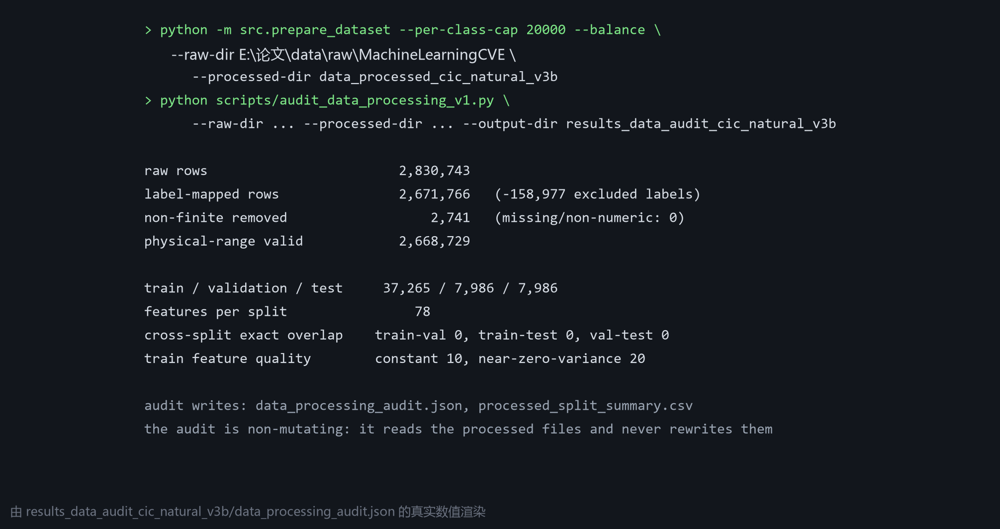 > python -m src.prepare_dataset --per-class-cap 20000 --balance \
--raw-dir E:\论文\data\raw\MachineLearningCVE \
--processed-dir data_processed_cic_natural_v3b
> python scripts/audit_data_processing_v1.py \
--raw-dir ... --processed-dir ... --output-dir results_data_audit_cic_natural_v3b
raw rows 2,830,743
label-mapped rows 2,671,766 (-158,977 excluded labels)
non-finite removed 2,741 (missing/non-numeric: 0)
physical-range valid 2,668,729
train / validation / test 37,265 / 7,986 / 7,986
features per split 78
cross-split exact overlap train-val 0, train-test 0, val-test 0
train feature quality constant 10, near-zero-variance 20
audit writes: data_processing_audit.json, processed_split_summary.csv
the audit is non-mutating: it reads the processed files and never rewrites them
由 results_data_audit_cic_natural_v3b/data_processing_audit.json 的真实数值渲染